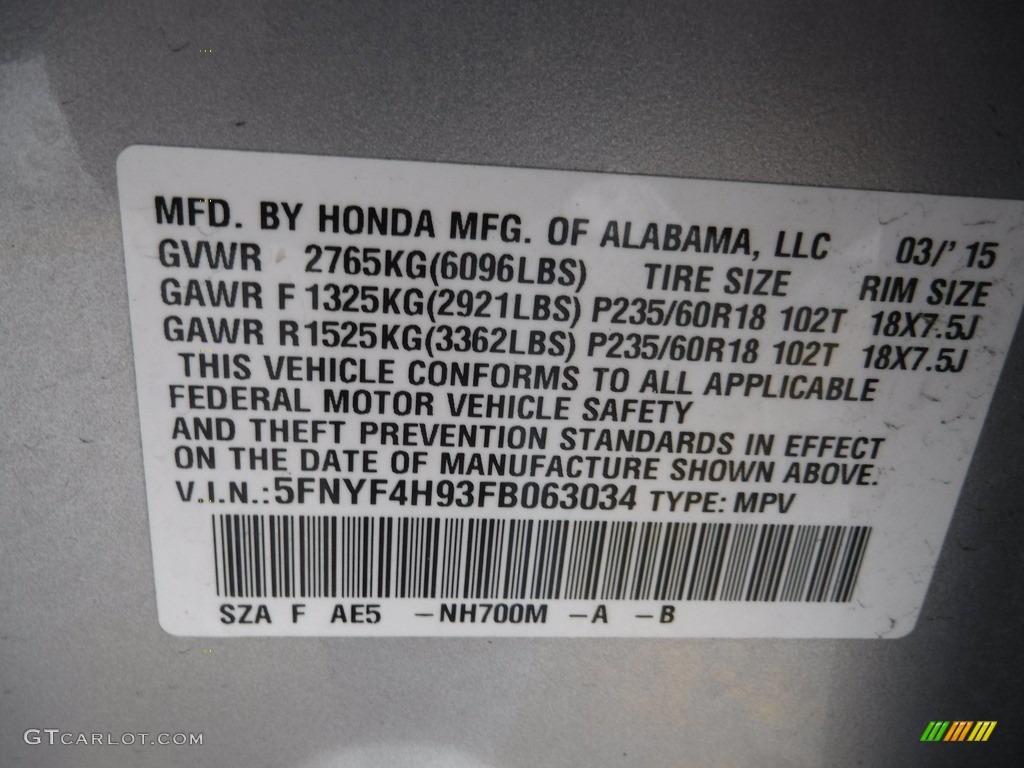 MFD. BY HONDA MFG. OF ALABAMA, LLC 03/' 15
GVWR 2765KG(6096LBS) TIRE SIZE RIM SIZE
GAWR F 1325KG(2921LBS) P235/60R18 102T 18X7.5J
GAWR R1525KG(3362LBS) P235/60R18 102T 18X7.5J
THIS VEHICLE CONFORMS TO ALL APPLICABLE
FEDERAL MOTOR VEHICLE SAFETY
AND THEFT PREVENTION STANDARDS IN EFFECT
ON THE DATE OF MANUFACTURE SHOWN ABOVE.
V.I.N.:5FNYF4H93FB063034 TYPE: MPV
SZA F AE5 -NH700M -A -B
GTCARLOT.COM